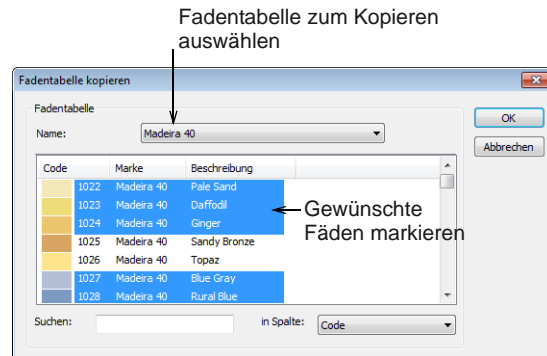 Fadentabelle zum Kopieren
auswählen
Fadentabelle kopieren
Fadentabelle
Name: Madeira 40
OK
Abbrechen
Code Marke Beschreibung
1022 Madeira 40 Pale Sand
1023 Madeira 40 Daffodil
1024 Madeira 40 Ginger
1025 Madeira 40 Sandy Bronze
1026 Madeira 40 Topaz
1027 Madeira 40 Blue Gray
1028 Madeira 40 Rural Blue
Gewünschte
Fäden markieren
Suchen: in Spalte: Code